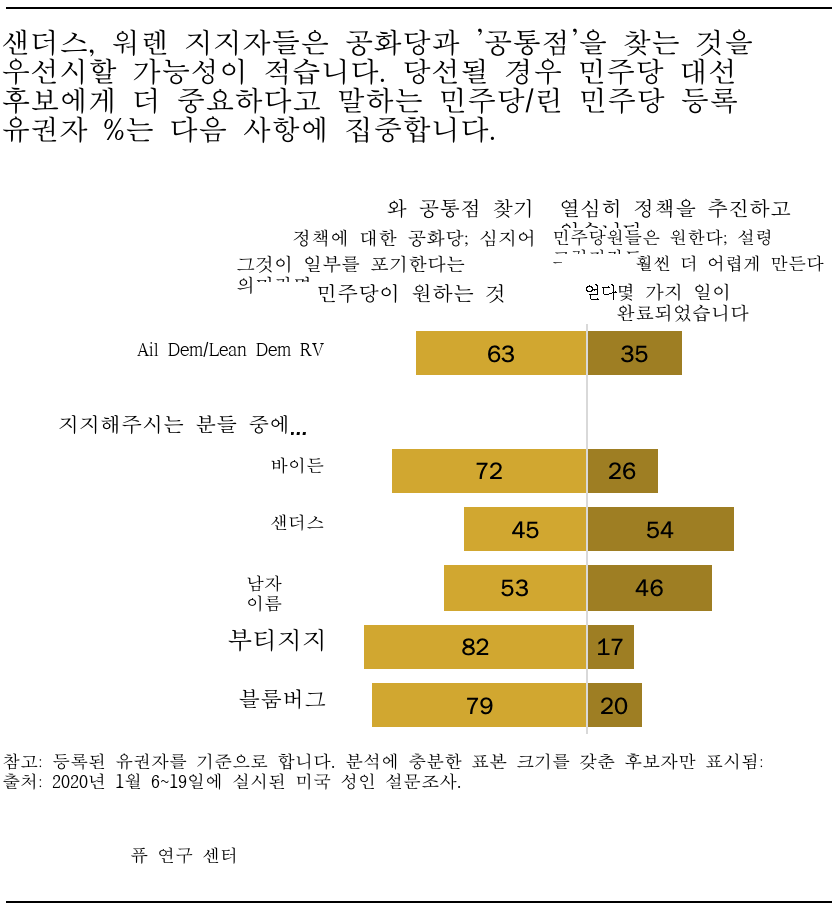 샌더스, 워렌 지지자들은 공화당과 '공통점'을 찾는 것을
우선시할 가능성이 적습니다. 당선될 경우 민주당 대선
후보에게 더 중요하다고 말하는 민주당/린 민주당 등록
유권자 %는 다음 사항에 집중합니다.
와 공통점 찾기
정책에 대한 공화당; 심지어
그것이 일부를 포기한다는
민주당이 원하는 것
열심히 정책을 추진하고
민주당원들은 원한다; 설령
훨씬 더 어렵게 만든다
얻다몇 가지 일이
완료되었습니다
Ail Dem/Lean Dem RV 63 35
지지해주시는 분들 중에...
바이든 72 26
샌더스 45 54
남자
이름 53 46
부티지지 82 17
블룸버그 79 20
참고: 등록된 유권자를 기준으로 합니다. 분석에 충분한 표본 크기를 갖춘 후보자만 표시됨:
출처: 2020년 1월 6~19일에 실시된 미국 성인 설문조사.
퓨 연구 센터